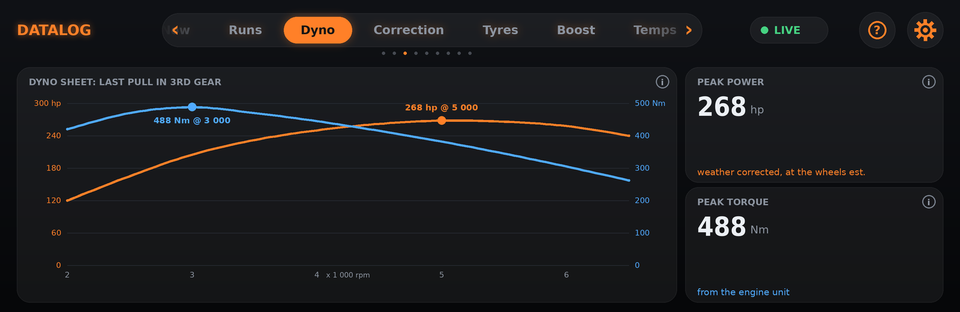 DATALOG
w Runs Dyno Correction Tyres Boost Temps
LIVE
?
DYNO SHEET: LAST PULL IN 3RD GEAR
i
300 hp
240
180
120
60
0
500 Nm
400
300
200
100
0
488 Nm @ 3 000
268 hp @ 5 000
2
3
4 x 1 000 rpm
5
6
PEAK POWER
i
268 hp
weather corrected, at the wheels est.
PEAK TORQUE
i
488 Nm
from the engine unit